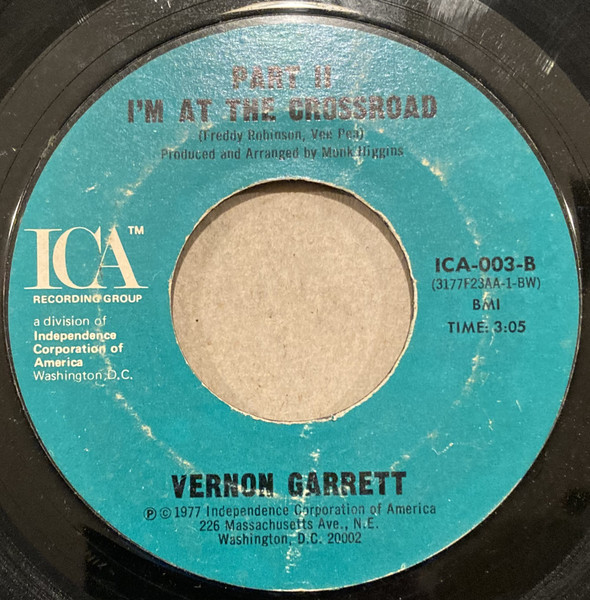 PART II
I'M AT THE CROSSROAD
(Freddy Robinson, Vee Pea)
Produced and Arranged by Monk Higgins
ICA™
RECORDING GROUP
a division of
Independence
Corporation of
America
Washington, D.C.
ICA-003-B
(3177F23AA-1-BW)
BMI
TIME: 3:05
VERNON GARRETT
℗ © 1977 Independence Corporation of America
226 Massachusetts Ave., N.E.
Washington, D.C. 20002